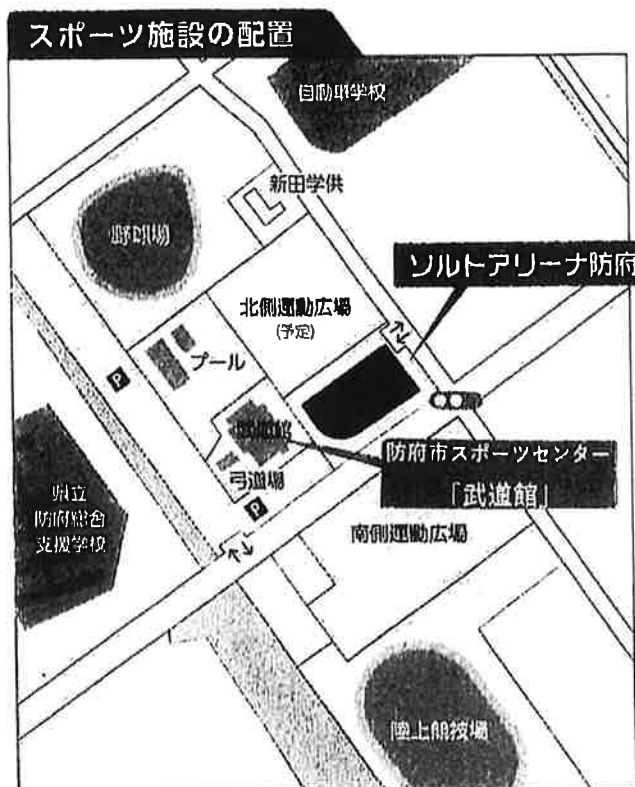 スポーツ施設の配置
自動車学校
新田学供
野球場
ソルトアリーナ防府
北側運動広場
(予定)
プール
P
武道館
防府市スポーツセンター
「武道館」
弓道場
県立
防府総合
支援学校
P
南側運動広場
陸上競技場